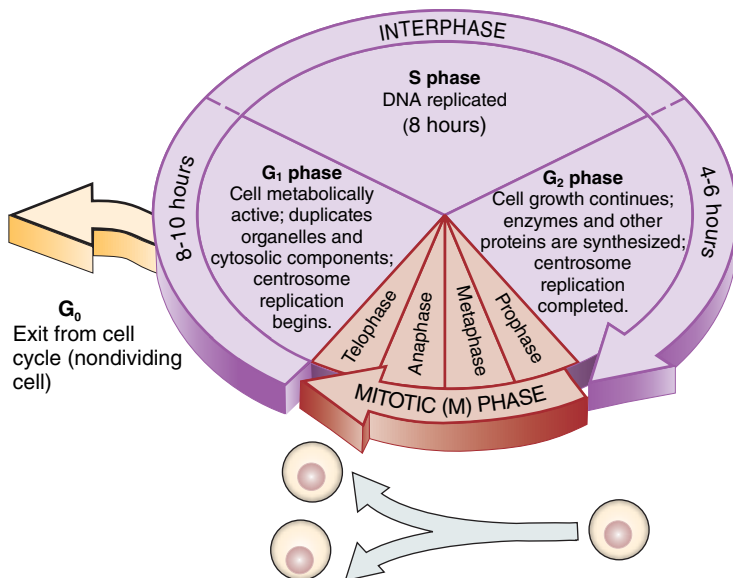 INTERPHASE
S phase
DNA replicated
(8 hours)
8-10 hours
G₁ phase
Cell metabolically
active; duplicates
organelles and
cytosolic components;
centrosome
replication
begins.
G₂ phase
Cell growth continues;
enzymes and other
proteins are synthesized;
centrosome
replication
completed.
4-6 hours
G₀
Exit from cell
cycle (nondividing
cell)
Telophase
Anaphase
Metaphase
Prophase
MITOTIC (M) PHASE